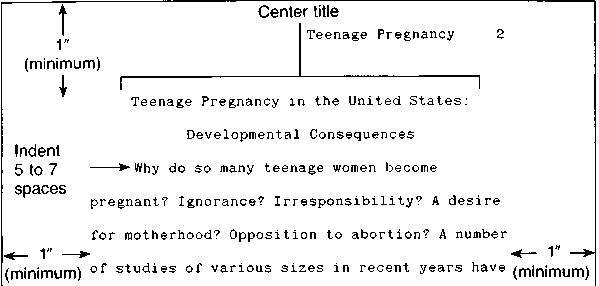 Center title
Teenage Pregnancy 2
1"
(minimum)
Teenage Pregnancy in the United States:
Developmental Consequences
Indent
5 to 7
spaces
Why do so many teenage women become
pregnant? Ignorance? Irresponsibility? A desire
for motherhood? Opposition to abortion? A number
of studies of various sizes in recent years have
1"
(minimum)
1"
(minimum)